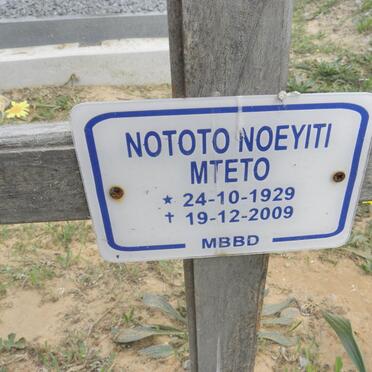 NOTOTO NOEYITI
MTETO
* 24-10-1929
† 19-12-2009
MBBD